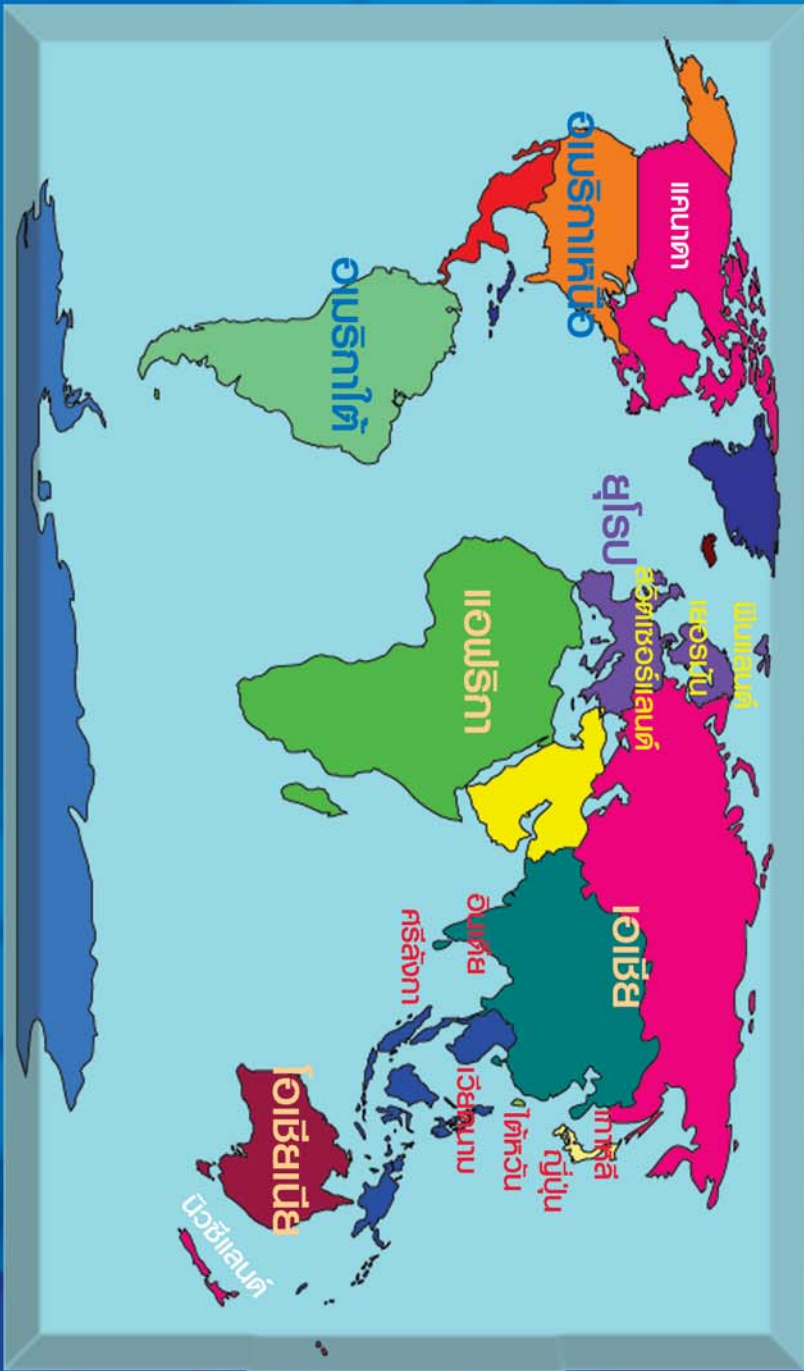 แคนาดา
อเมริกาเหนือ
อเมริกาใต้
ยุโรป
ฟินแลนด์
เยอรมัน
สวิตเซอร์แลนด์
แอฟริกา
เอเชีย
เกาหลี
ญี่ปุ่น
ไต้หวัน
เวียดนาม
อินเดีย
ศรีลังกา
โอเชียเนีย
นิวซีแลนด์